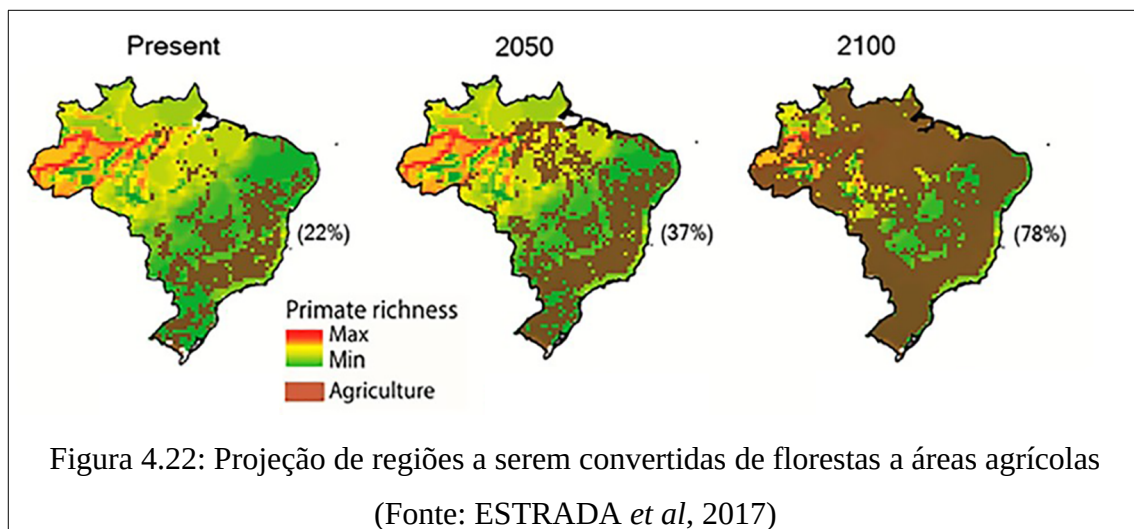 Present
2050
2100
(22%)
(37%)
(78%)
Primate richness
Max
Min
Agriculture
Figura 4.22: Projeção de regiões a serem convertidas de florestas a áreas agrícolas
(Fonte: ESTRADA et al, 2017)